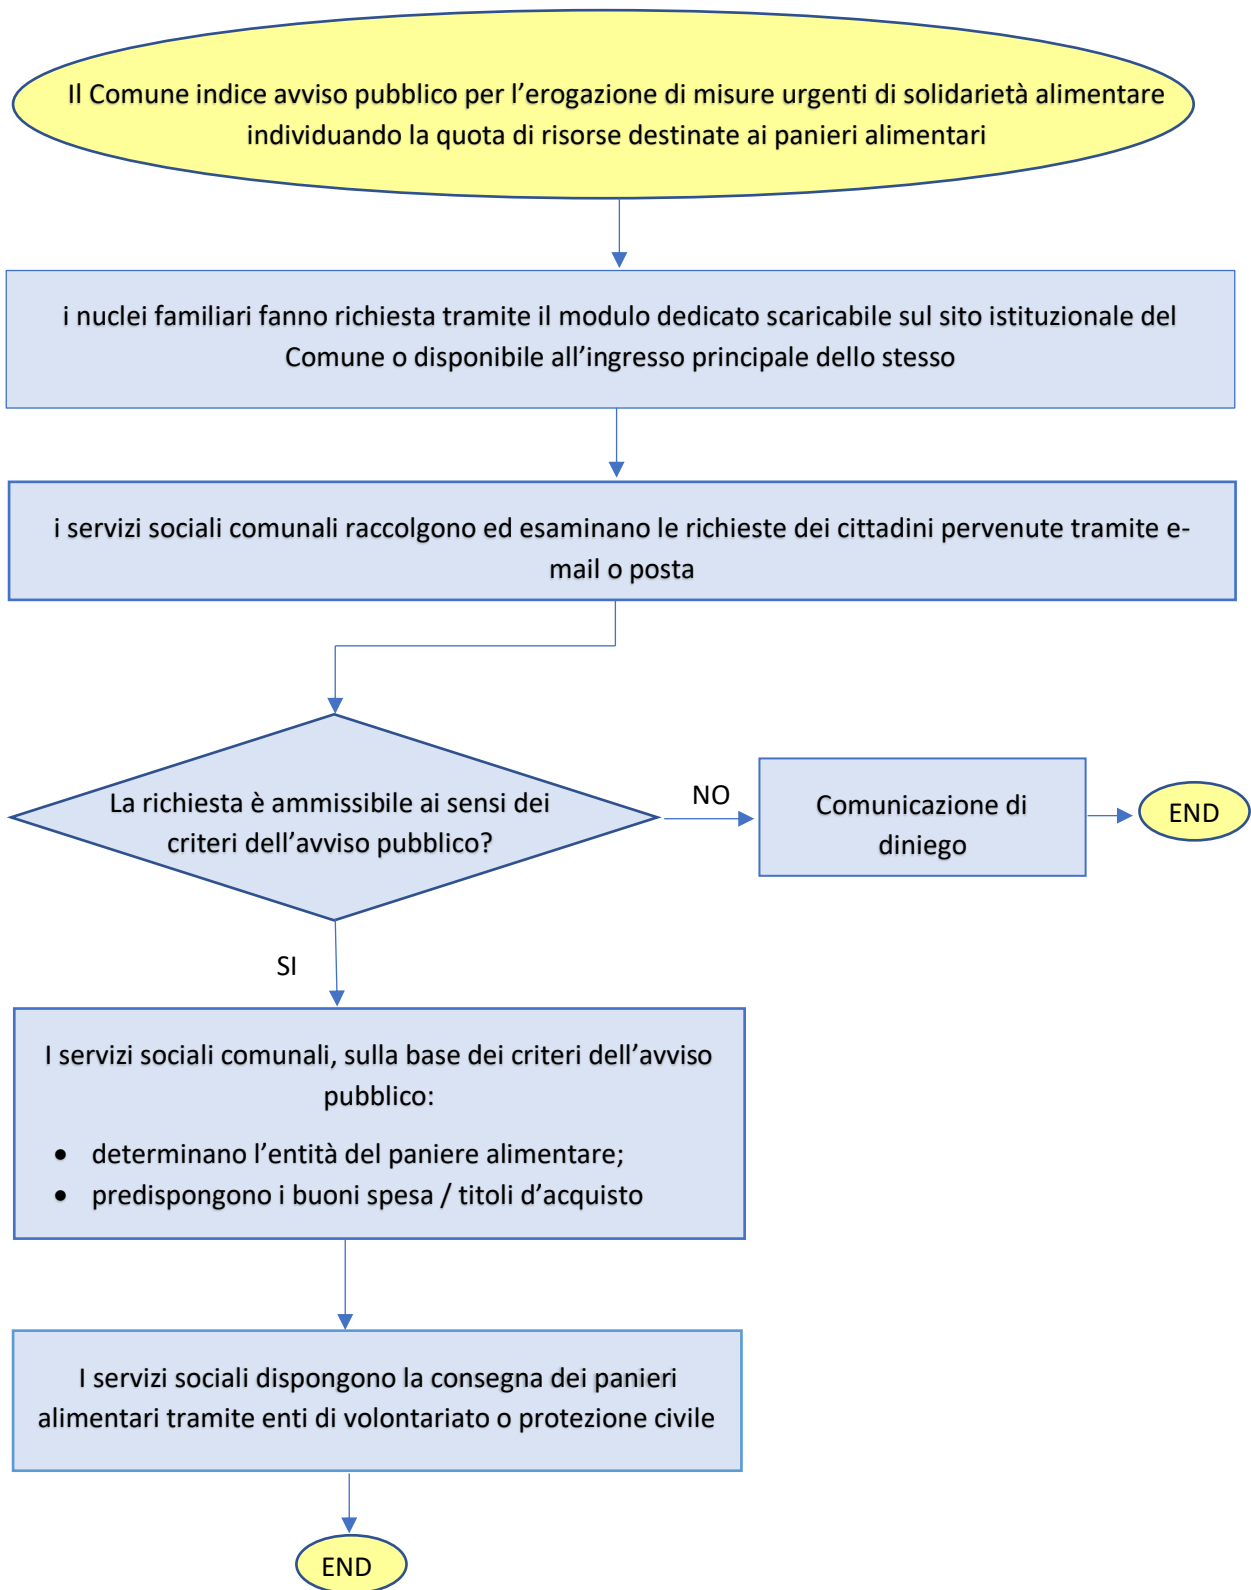 Il Comune indice avviso pubblico per l’erogazione di misure urgenti di solidarietà alimentare
individuando la quota di risorse destinate ai panieri alimentari
i nuclei familiari fanno richiesta tramite il modulo dedicato scaricabile sul sito istituzionale del
Comune o disponibile all’ingresso principale dello stesso
i servizi sociali comunali raccolgono ed esaminano le richieste dei cittadini pervenute tramite e-
mail o posta
La richiesta è ammissibile ai sensi dei
criteri dell’avviso pubblico?
NO
Comunicazione di
diniego
END
SI
I servizi sociali comunali, sulla base dei criteri dell’avviso
pubblico:
• determinano l’entità del paniere alimentare;
• predispongono i buoni spesa / titoli d’acquisto
I servizi sociali dispongono la consegna dei panieri
alimentari tramite enti di volontariato o protezione civile
END